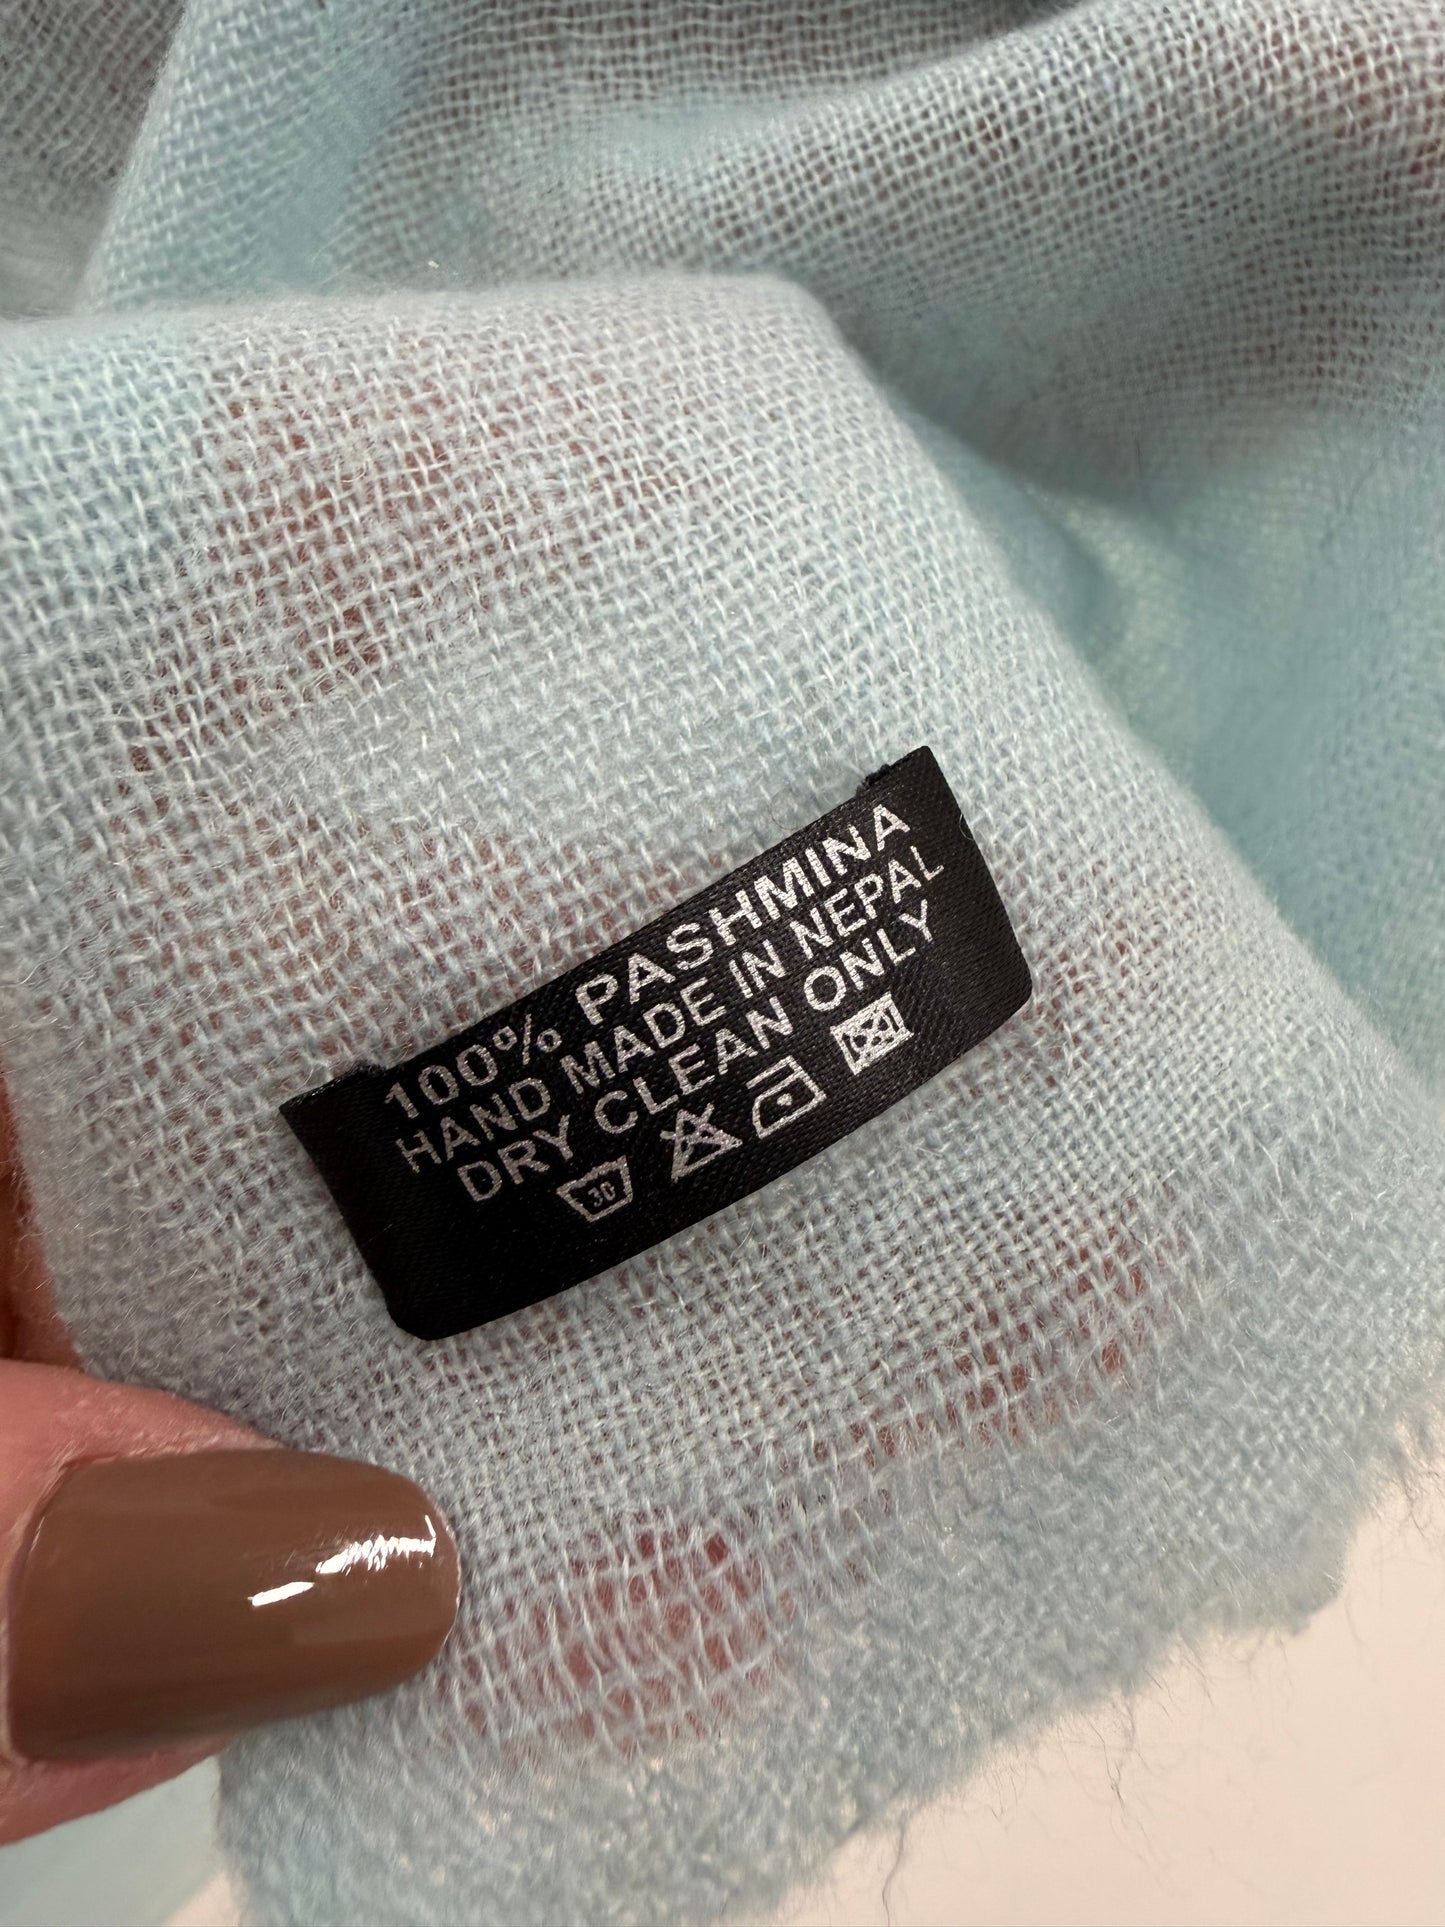 100% PASHMINA
HAND MADE IN NEPAL
DRY CLEAN ONLY
30